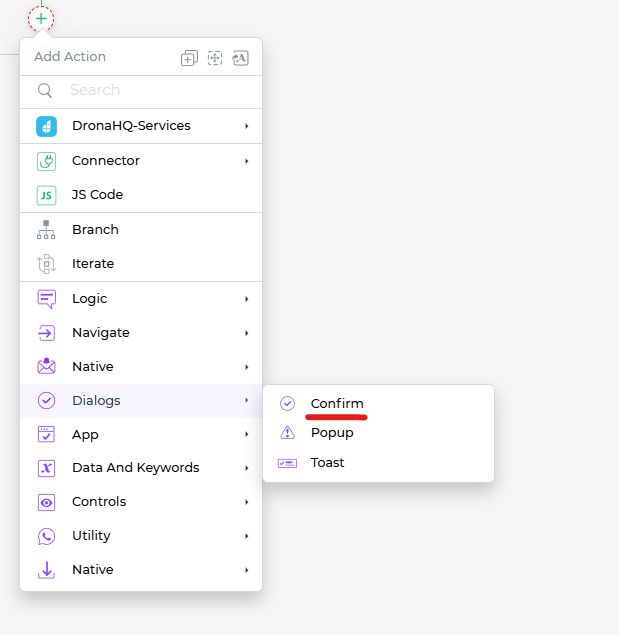 Add Action
Search
DronaHQ-Services
Connector
JS
JS Code
Branch
Iterate
Logic
Navigate
Native
Dialogs
Confirm
Popup
Toast
App
Data And Keywords
Controls
Utility
Native